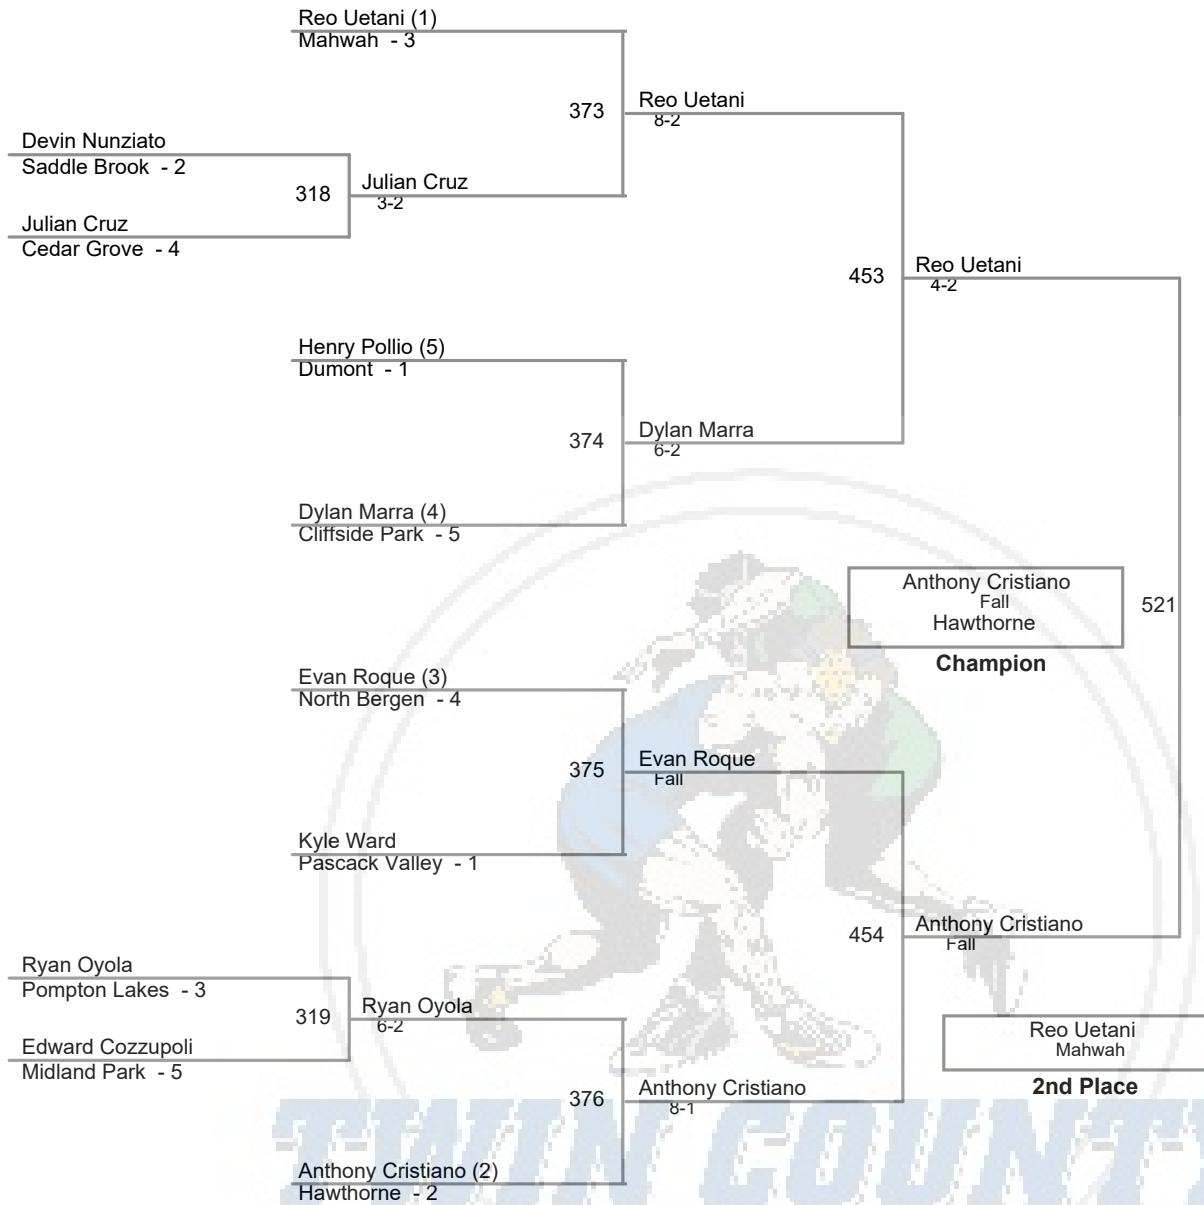 Reo Uetani (1)
Mahwah - 3
373
Reo Uetani
8-2
Devin Nunziato
Saddle Brook - 2
318
Julian Cruz
3-2
Julian Cruz
Cedar Grove - 4
453
Reo Uetani
4-2
Henry Pollio (5)
Dumont - 1
374
Dylan Marra
6-2
Dylan Marra (4)
Cliffside Park - 5
Anthony Cristiano
Fall
Hawthorne
521
Champion
Evan Roque (3)
North Bergen - 4
375
Evan Roque
Fall
Kyle Ward
Pascack Valley - 1
454
Anthony Cristiano
Fall
Ryan Oyola
Pompton Lakes - 3
319
Ryan Oyola
6-2
Edward Cozzupoli
Midland Park - 5
Reo Uetani
Mahwah
2nd Place
376
Anthony Cristiano
8-1
Anthony Cristiano (2)
Hawthorne - 2
TWIN COUNTY